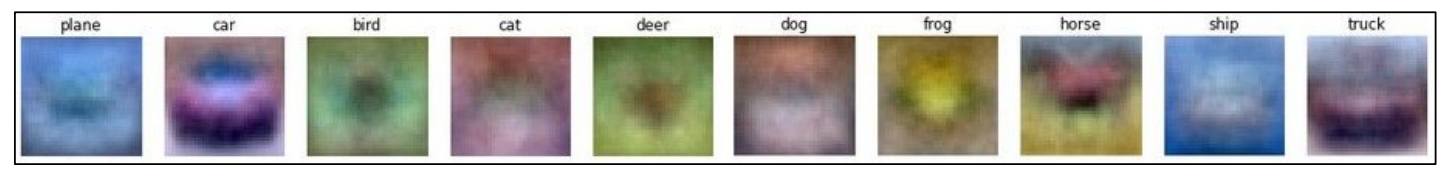 plane car bird cat deer dog frog horse ship truck